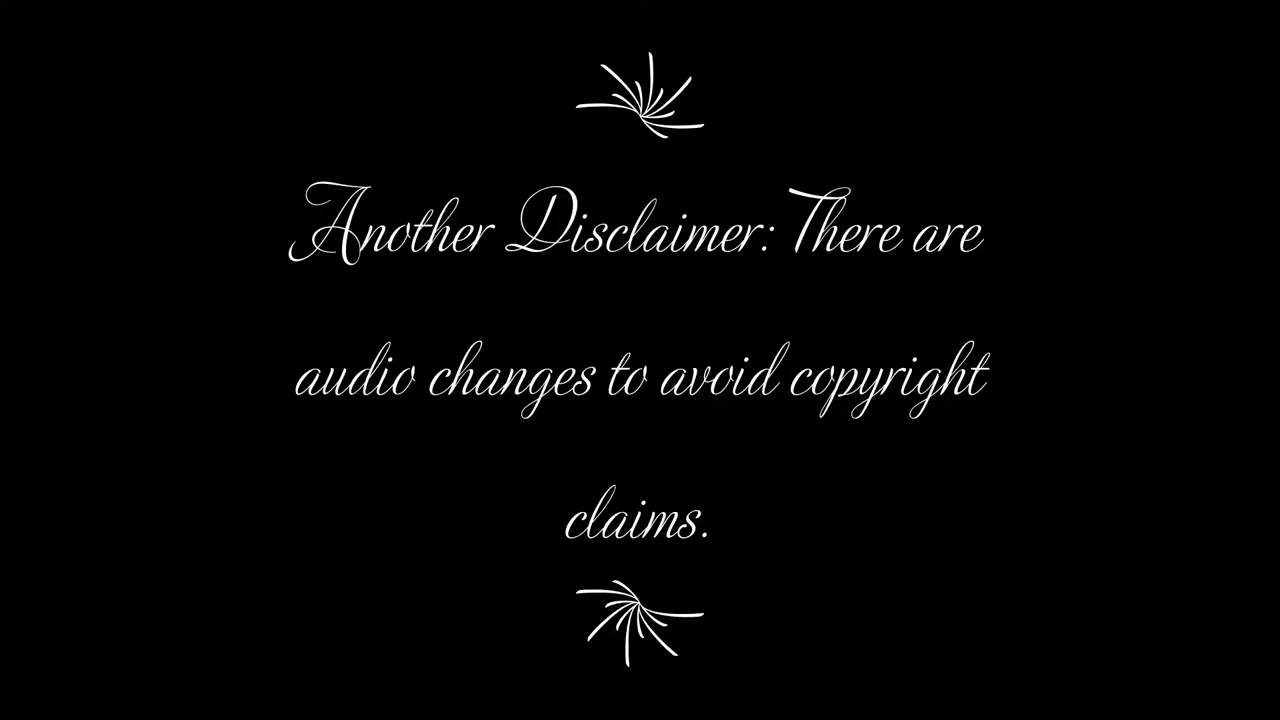 Another Disclaimer: There are
audio changes to avoid copyright
claims.